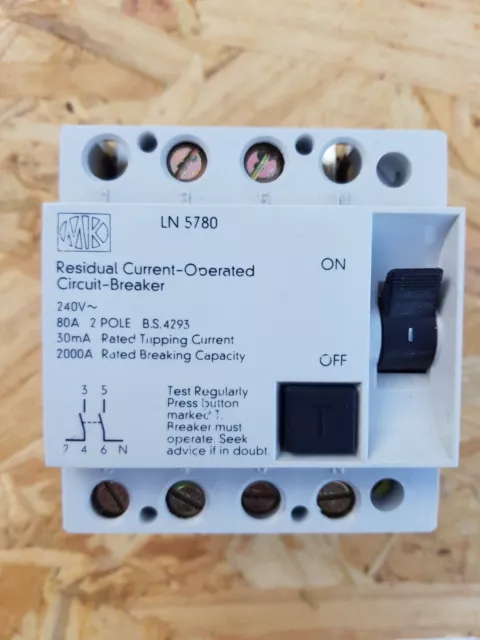 MK
LN 5780
Residual Current-Operated
Circuit-Breaker
ON
240V~
80A 2 POLE B.S.4293
30mA Rated Tripping Current
2000A Rated Breaking Capacity
OFF
3 5
2 4 6 N
Test Regularly
Press button
marked T.
Breaker must
operate. Seek
advice if in doubt.
T